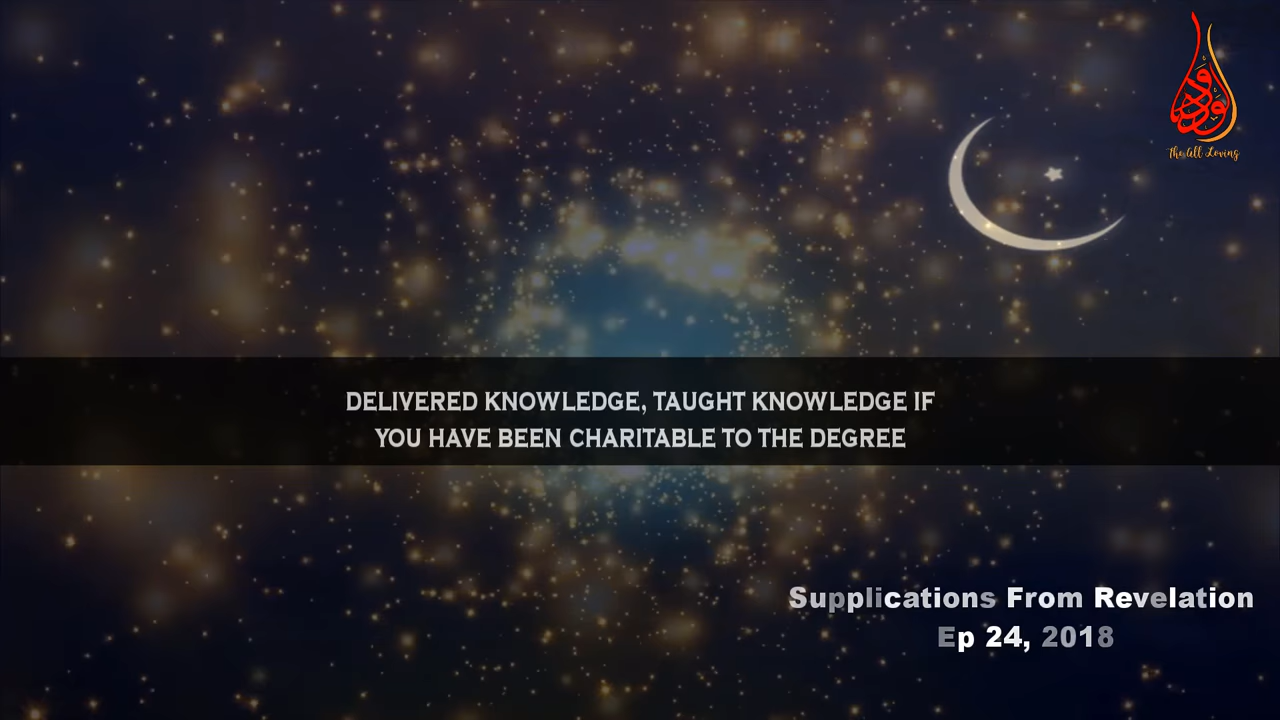 The All Loving
DELIVERED KNOWLEDGE, TAUGHT KNOWLEDGE IF
YOU HAVE BEEN CHARITABLE TO THE DEGREE
Supplications From Revelation
Ep 24, 2018